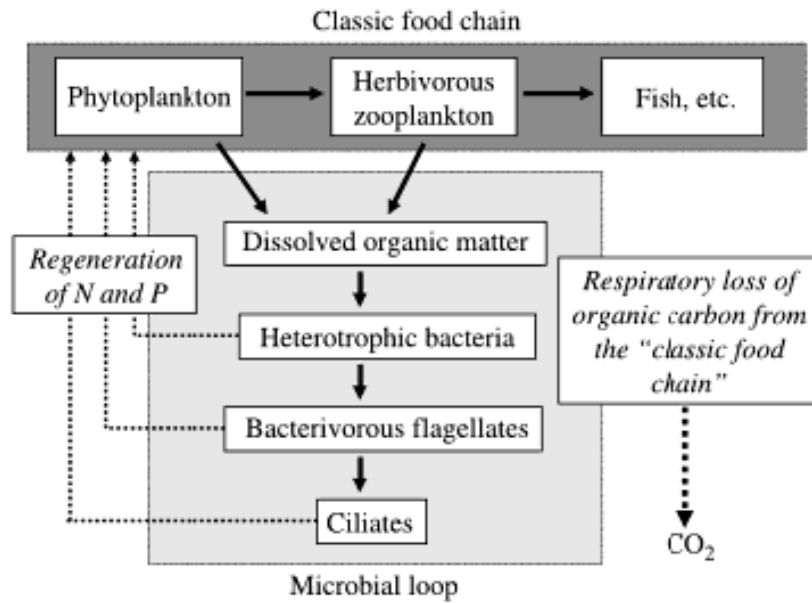 Classic food chain
Phytoplankton
Herbivorous
zooplankton
Fish, etc.
Dissolved organic matter
Regeneration
of N and P
Respiratory loss of
organic carbon from
the “classic food
chain”
Heterotrophic bacteria
Bacterivorous flagellates
Ciliates
CO₂
Microbial loop